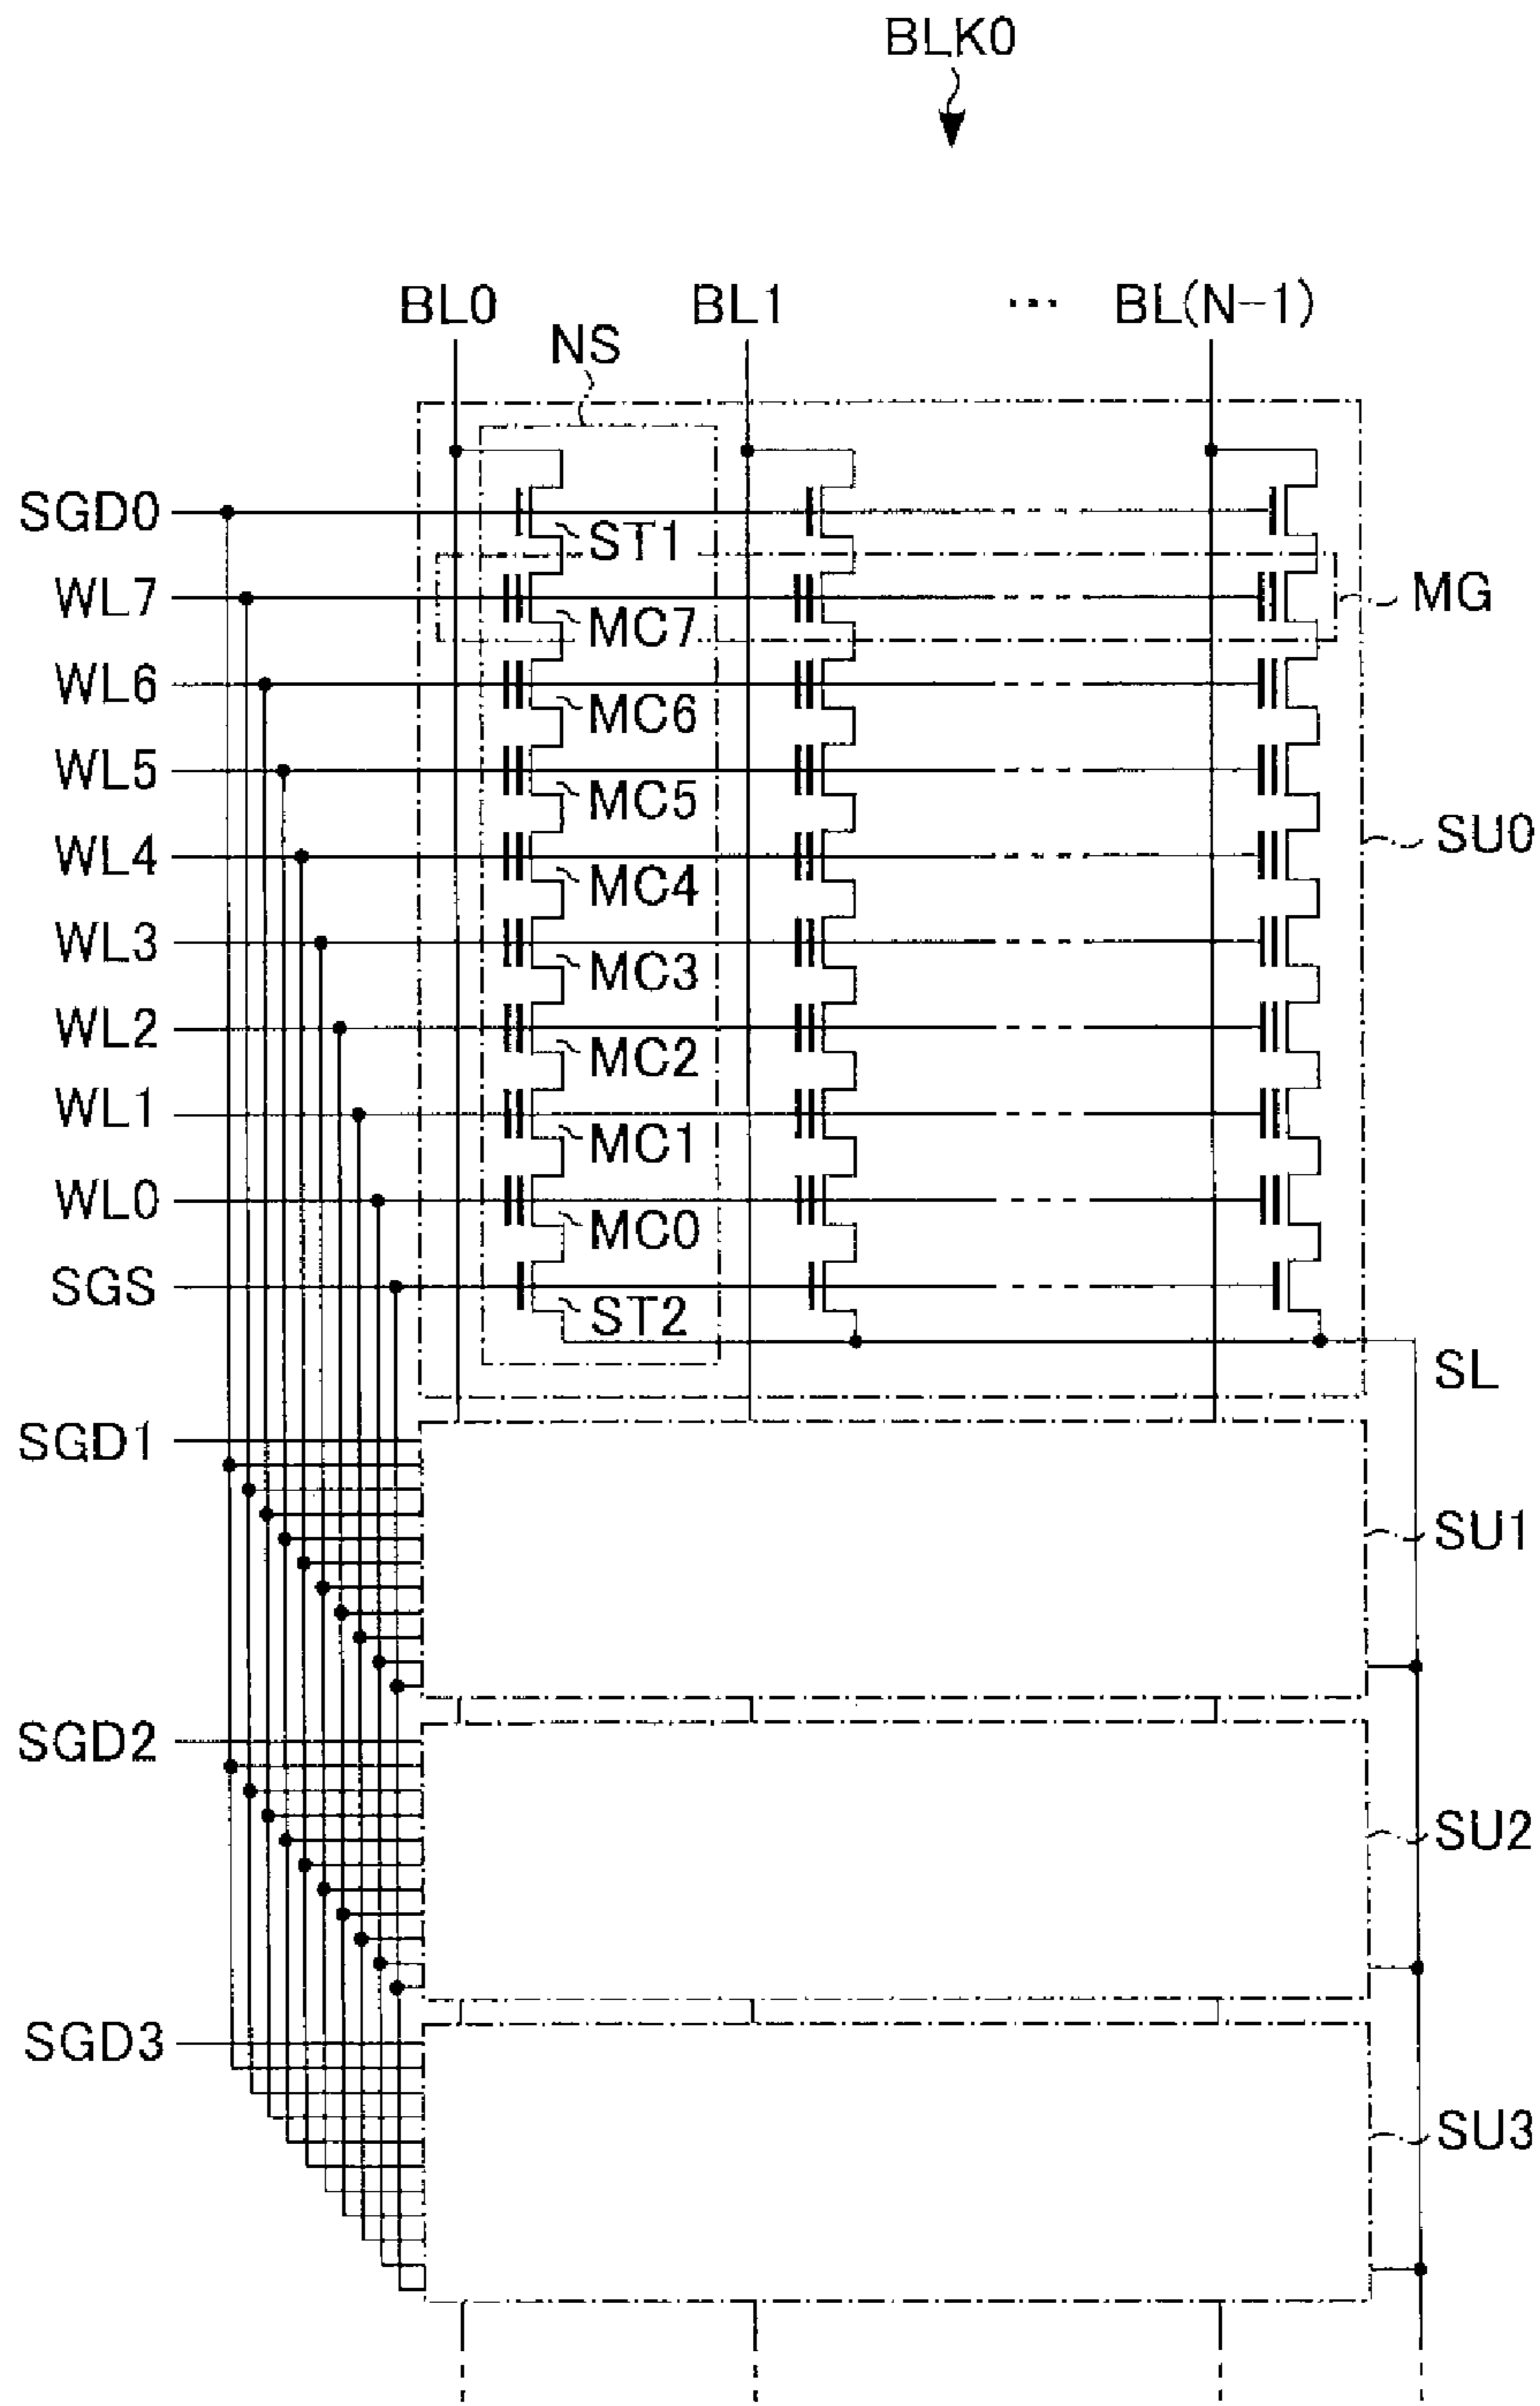 BLK0
BL0 BL1 ... BL(N-1)
NS
SGD0
ST1
WL7
MC7
MG
WL6
MC6
WL5
MC5
WL4
MC4
SU0
WL3
MC3
WL2
MC2
WL1
MC1
WL0
MC0
SGS
ST2
SL
SGD1
SU1
SGD2
SU2
SGD3
SU3